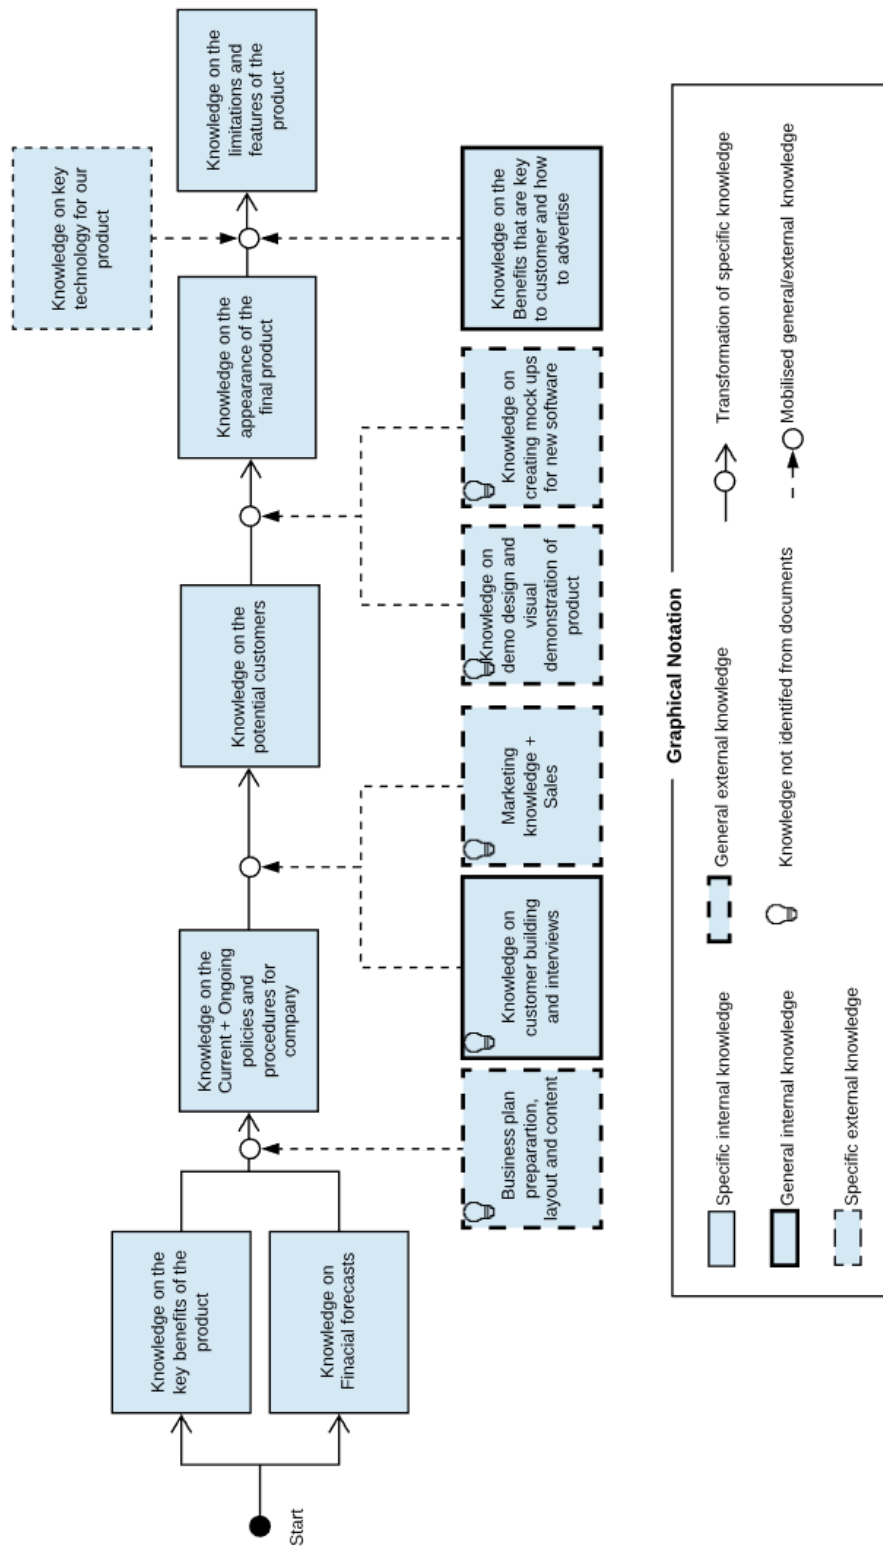 Start
Knowledge on the
key benefits of the
product
Knowledge on
Finacial forecasts
Knowledge on the
Current + Ongoing
policies and
procedures for
company
Knowledge on the
potential customers
Knowledge on the
appearance of the
final product
Knowledge on the
limitations and
features of the
product
Knowledge on key
technology for our
product
Business plan
preparartion,
layout and content
Knowledge on
customer building
and interviews
Marketing
knowledge +
Sales
Knowledge on
demo design and
visual
demonstration of
product
Knowledge on
creating mock ups
for new software
Knowledge on the
Benefits that are key
to customer and how
to advertise
Graphical Notation
Specific internal knowledge
General internal knowledge
Specific external knowledge
General external knowledge
Knowledge not identifed from documents
Transformation of specific knowledge
Mobilised general/external knowledge